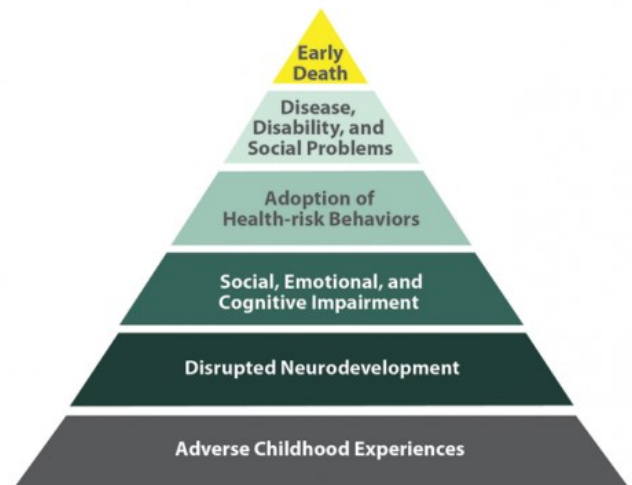 Early
Death
Disease,
Disability, and
Social Problems
Adoption of
Health-risk Behaviors
Social, Emotional, and
Cognitive Impairment
Disrupted Neurodevelopment
Adverse Childhood Experiences